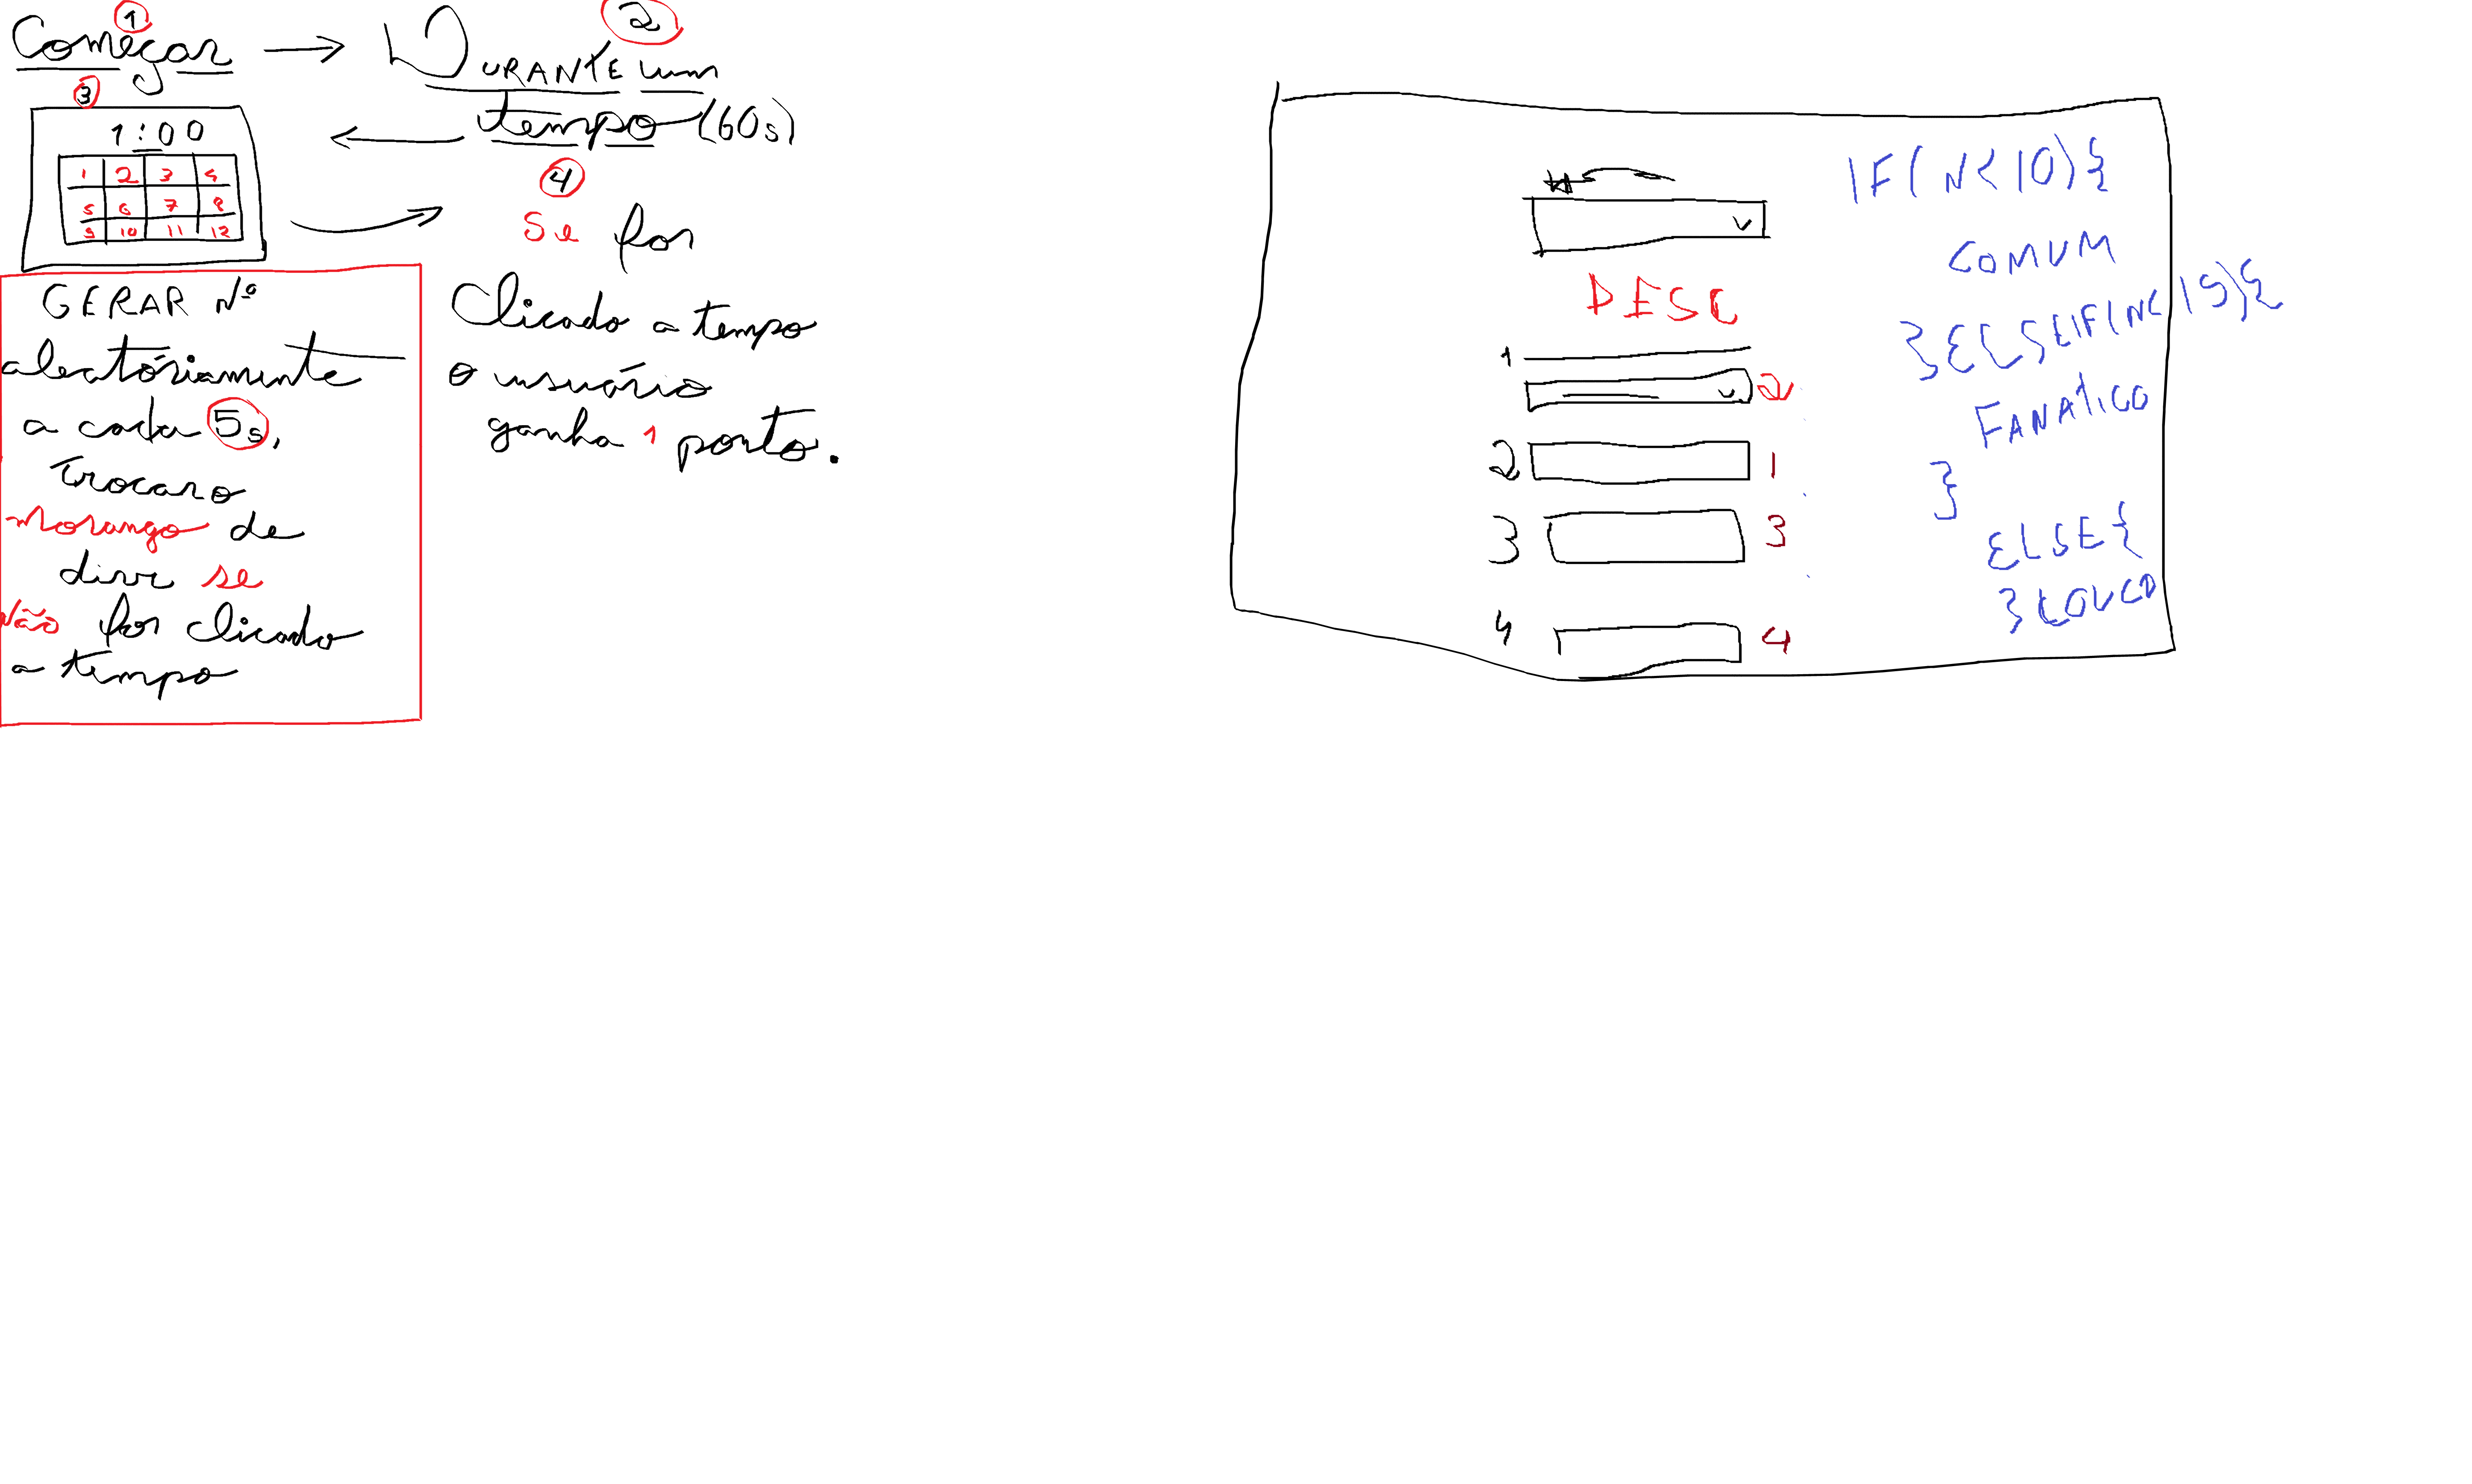 1
Começar
2
DURANTE um
tempo (60s)
3
1:00
1 2 3 4
5 6 7 8
9 10 11 12
4
Se for
Clicado a tempo
o usuário
ganha 1 ponto.
GERAR Nº
aleatóriamente
a cada 5s,
trocar o
morango de
div se
não for clicado
a tempo
DESC
1
2
2 1
3 3
4 4
IF(N<10){
COMUM
}ELSEIF(N<15){
FANATICO
}
ELSE{
}LOUCO